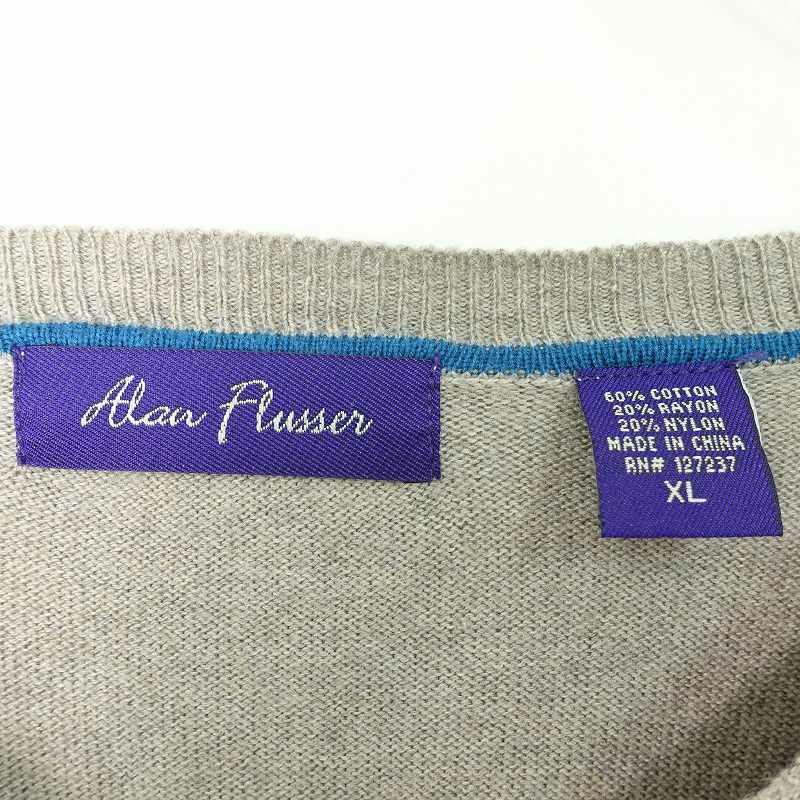 Alan Flusser
60% COTTON
20% RAYON
20% NYLON
MADE IN CHINA
RN# 127237
XL